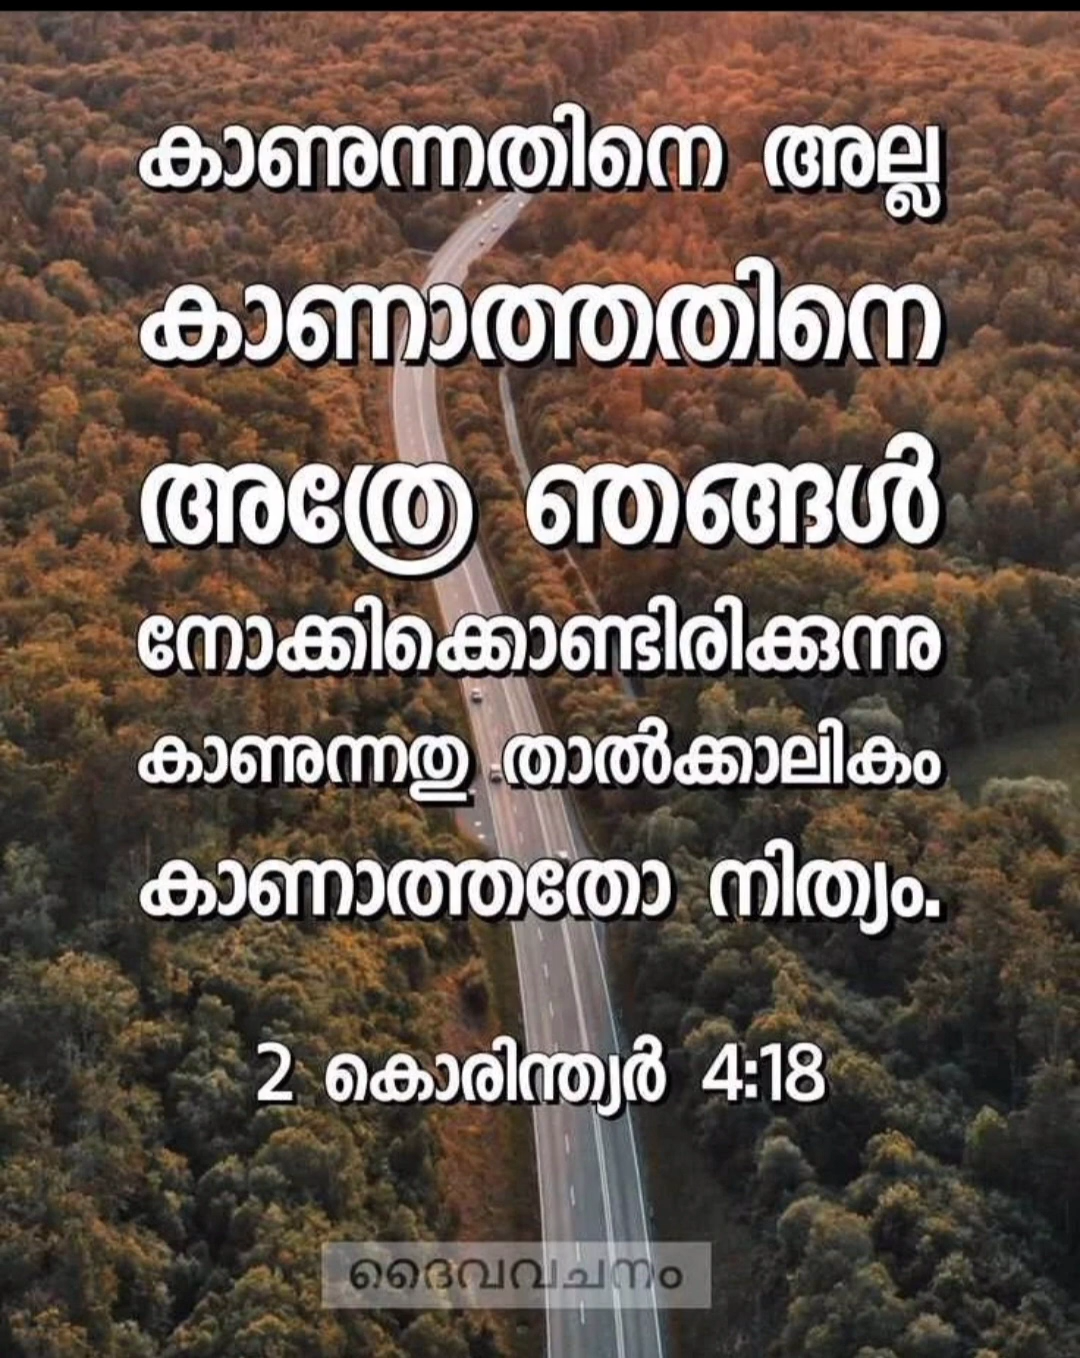 കാണുന്നതിനെ അല്ല
കാണാത്തതിനെ
അത്രേ ഞങ്ങൾ
നോക്കിക്കൊണ്ടിരിക്കുന്നു
കാണുന്നതു താൽക്കാലികം
കാണാത്തതോ നിത്യം.
2 കൊരിന്ത്യർ 4:18
ദൈവവചനം